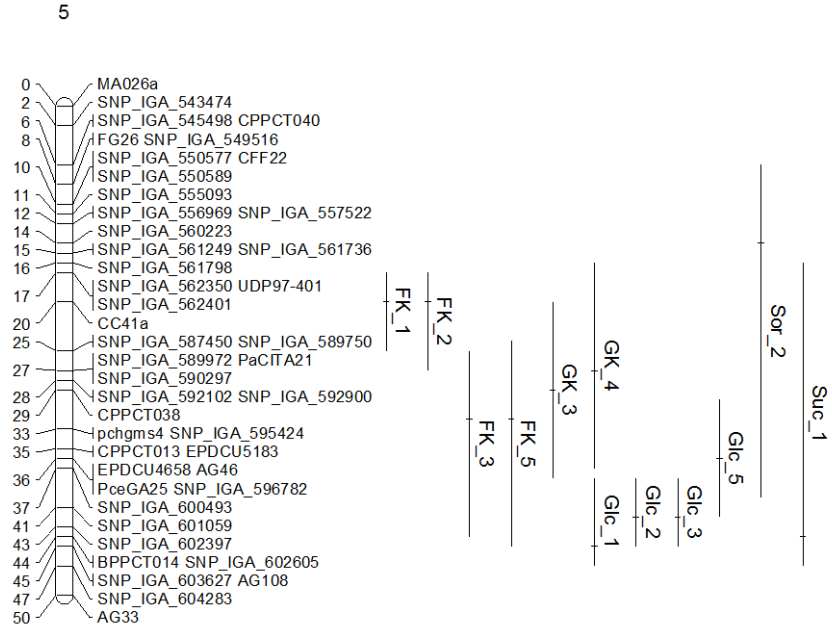 5
0 MA026a
2 SNP_IGA_543474
6 SNP_IGA_545498 CPPCT040
8 FG26 SNP_IGA_549516
SNP_IGA_550577 CFF22
10 SNP_IGA_550589
11 SNP_IGA_555093
12 SNP_IGA_556969 SNP_IGA_557522
14 SNP_IGA_560223
15 SNP_IGA_561249 SNP_IGA_561736
16 SNP_IGA_561798
17 SNP_IGA_562350 UDP97-401
SNP_IGA_562401
20 CC41a
25 SNP_IGA_587450 SNP_IGA_589750
27 SNP_IGA_589972 PaCITA21
SNP_IGA_590297
28 SNP_IGA_592102 SNP_IGA_592900
29 CPPCT038
33 pchgms4 SNP_IGA_595424
35 CPPCT013 EPDCU5183
36 EPDCU4658 AG46
PceGA25 SNP_IGA_596782
37 SNP_IGA_600493
41 SNP_IGA_601059
43 SNP_IGA_602397
44 BPPCT014 SNP_IGA_602605
45 SNP_IGA_603627 AG108
47 SNP_IGA_604283
50 AG33
FK_1
FK_2
FK_3
FK_5
GK_3
GK_4
Glc_1
Glc_2
Glc_3
Glc_5
Sor_2
Suc_1